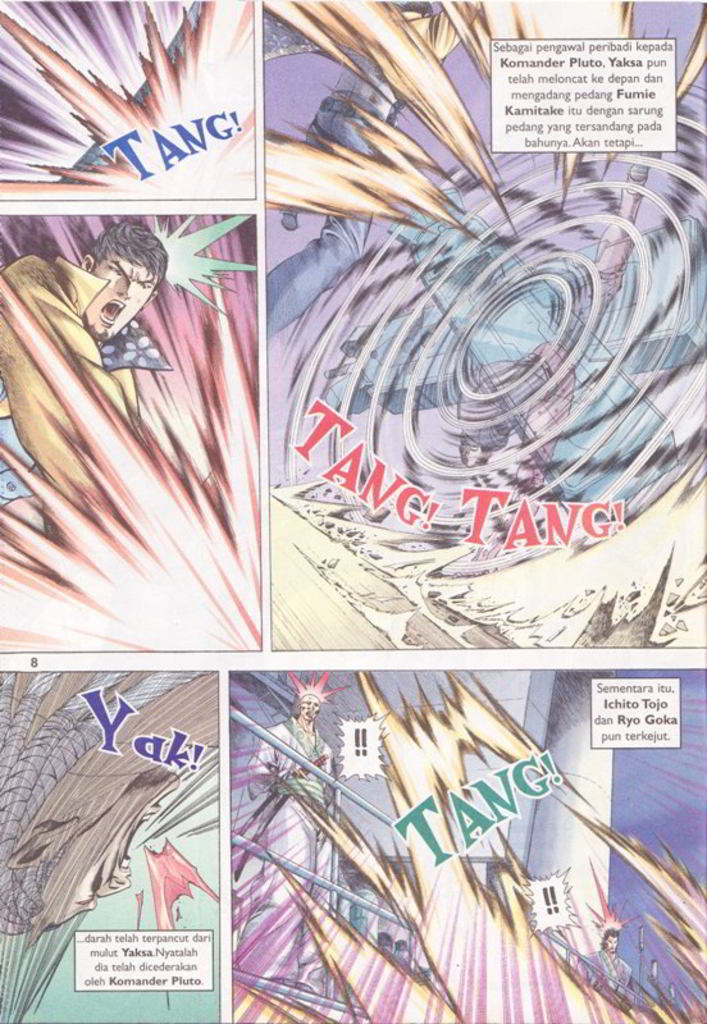 TANG!
Sebagai pengawal peribadi kepada
Komander Pluto, Yaksa pun
telah meloncat ke depan dan
mengadang pedang Fumie
Kamitake itu dengan sarung
pedang yang tersandang pada
bahunya. Akan tetapi...
TANG! TANG!
8
Yak!
...darah telah terpancut dari
mulut Yaksa. Nyatalah
dia telah dicederakan
oleh Komander Pluto.
!!
TANG!
Sementara itu,
Ichito Tojo
dan Ryo Goka
pun terkejut.
!!